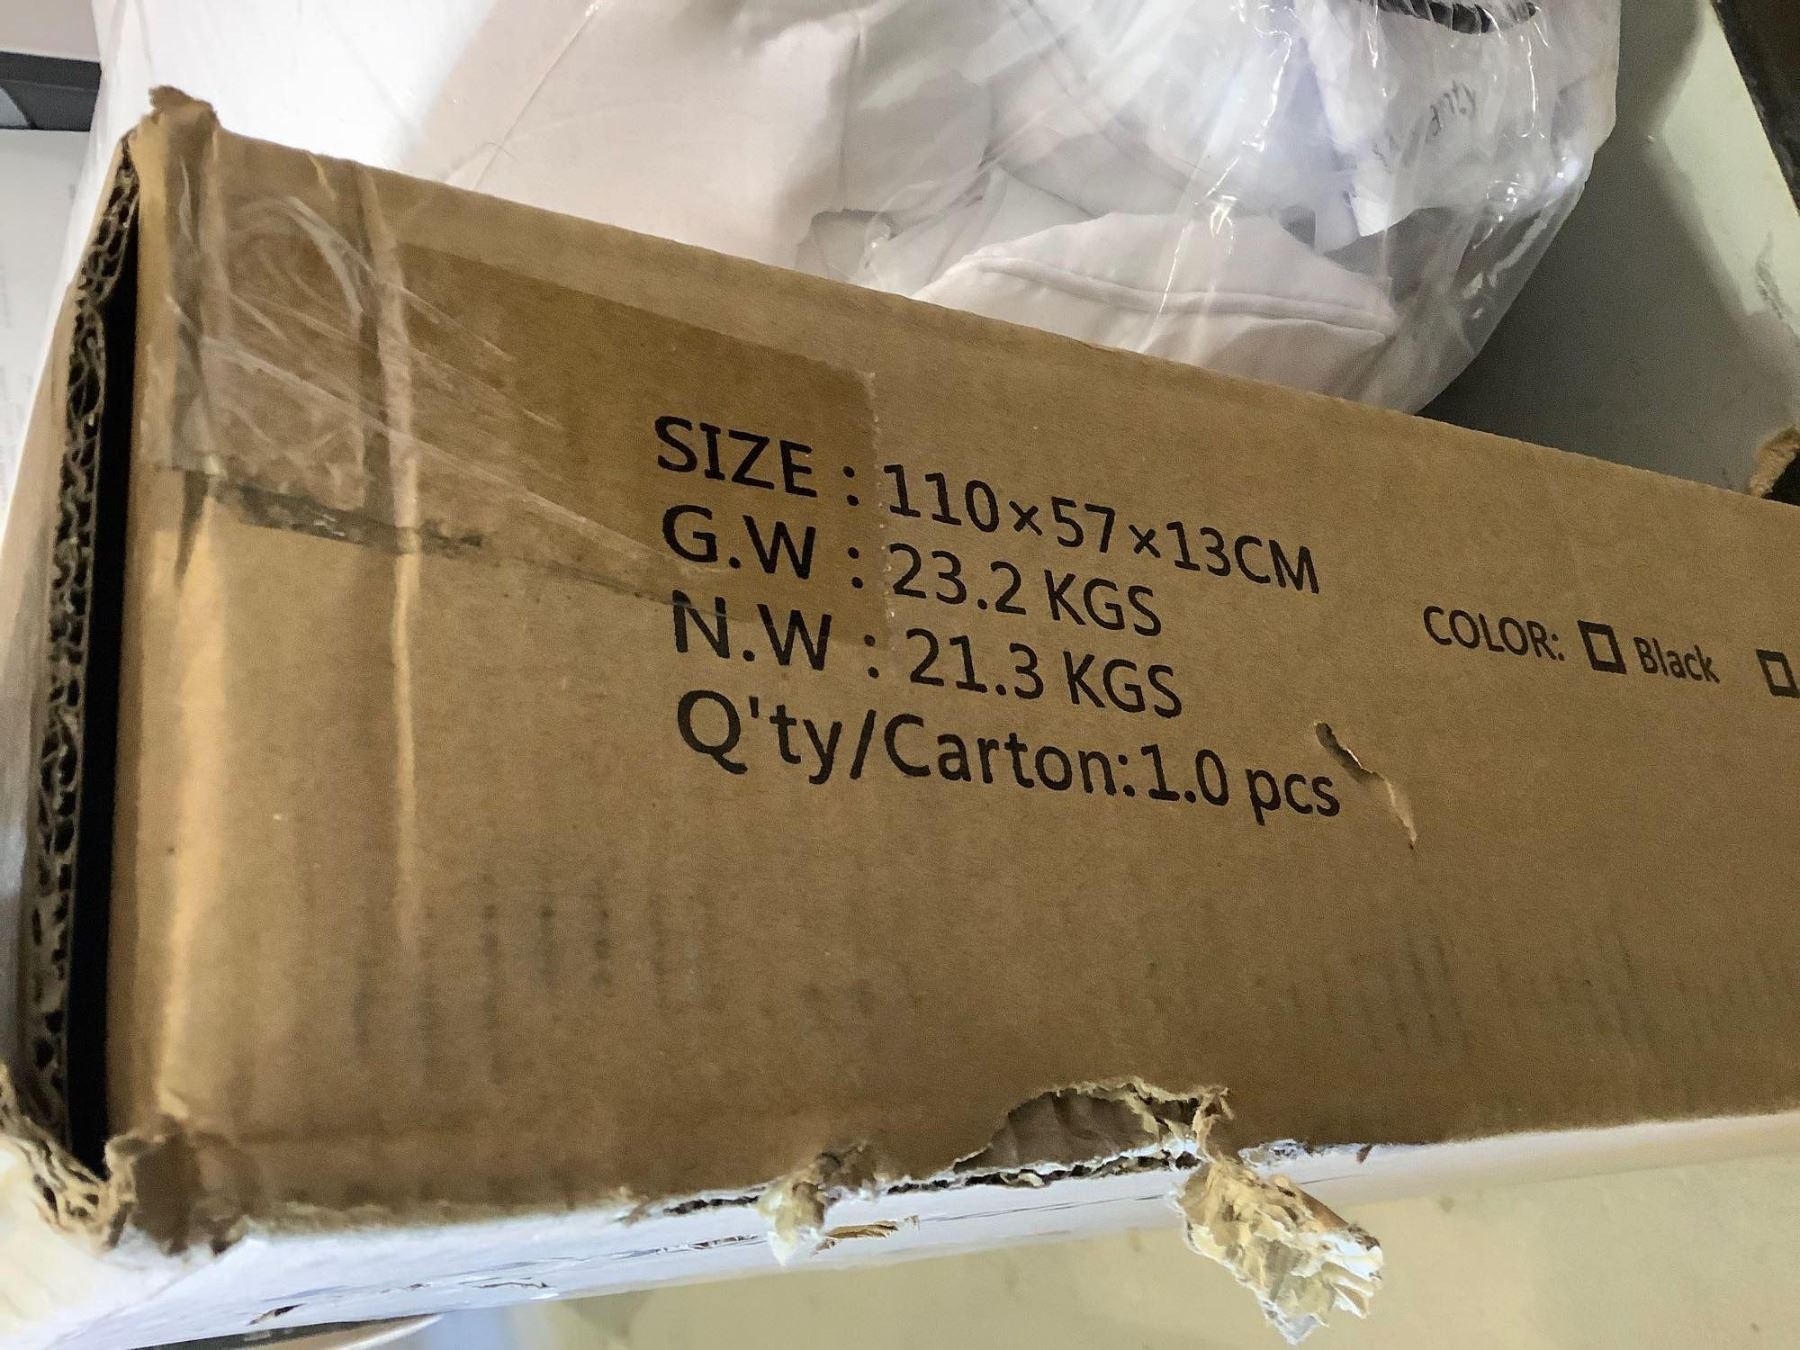 SIZE : 110×57×13CM
G.W : 23.2 KGS
N.W : 21.3 KGS
Q'ty/Carton:1.0 pcs
COLOR: ☐ Black ☐